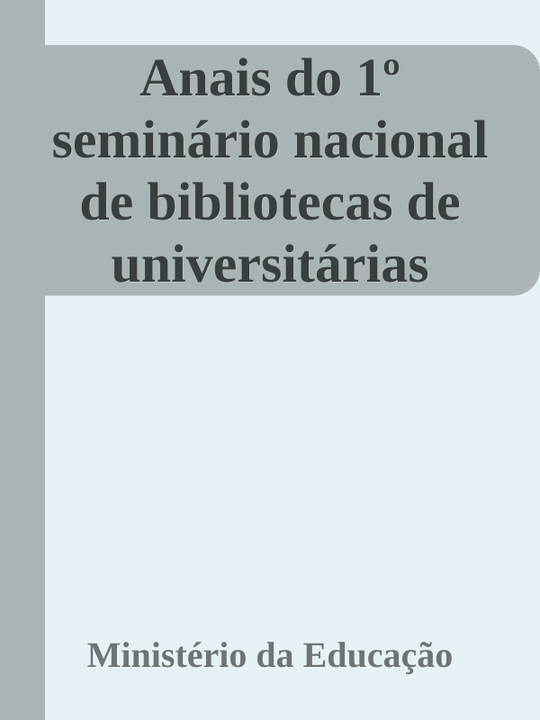 Anais do 1º
seminário nacional
de bibliotecas de
universitárias
Ministério da Educação